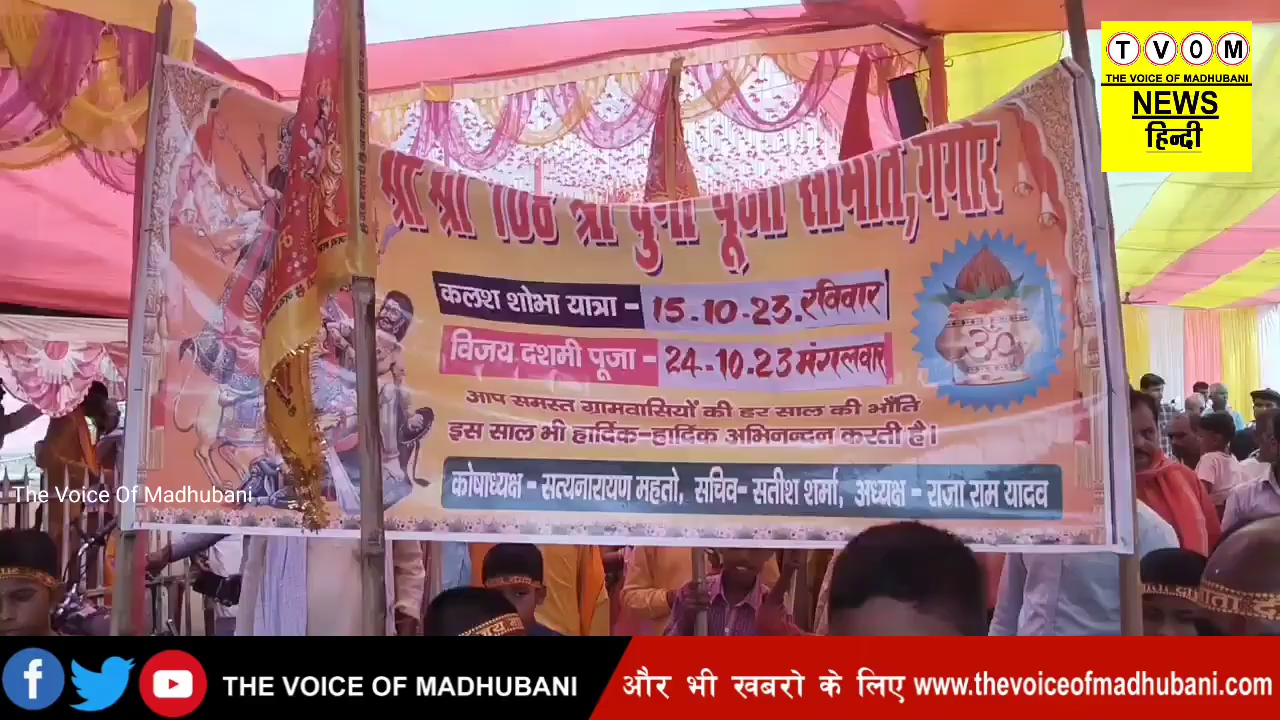 T V O M
THE VOICE OF MADHUBANI
NEWS
हिन्दी
श्री श्री 108 श्री दुर्गा पूजा समिति, गंगौर
कलश शोभा यात्रा - 15-10-23. रविवार
विजय दशमी पूजा - 24-10.23 मंगलवार
आप समस्त ग्रामवासियों की हर साल की भाँति
इस साल भी हार्दिक-हार्दिक अभिनन्दन करती है।
कोषाध्यक्ष - सत्यनारायण महतो, सचिव- सतीश शर्मा, अध्यक्ष - राजा राम यादव
The Voice Of Madhubani
THE VOICE OF MADHUBANI
और भी खबरो के लिए www.thevoiceofmadhubani.com